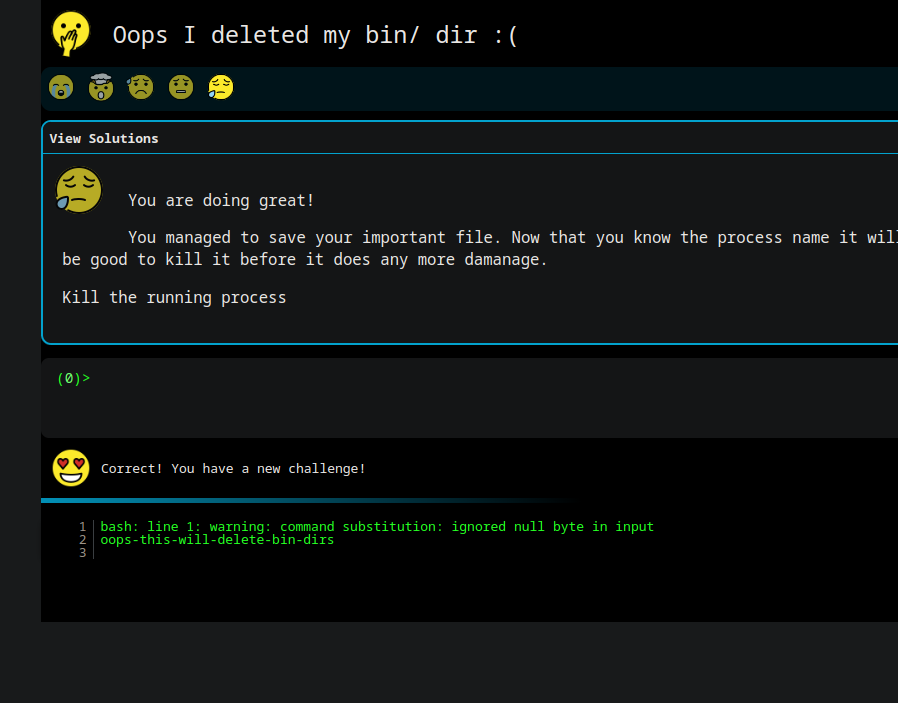 Oops I deleted my bin/ dir :(
View Solutions
You are doing great!
You managed to save your important file. Now that you know the process name it will
be good to kill it before it does any more damanage.
Kill the running process
(0)>
Correct! You have a new challenge!
1 bash: line 1: warning: command substitution: ignored null byte in input
2 oops-this-will-delete-bin-dirs
3